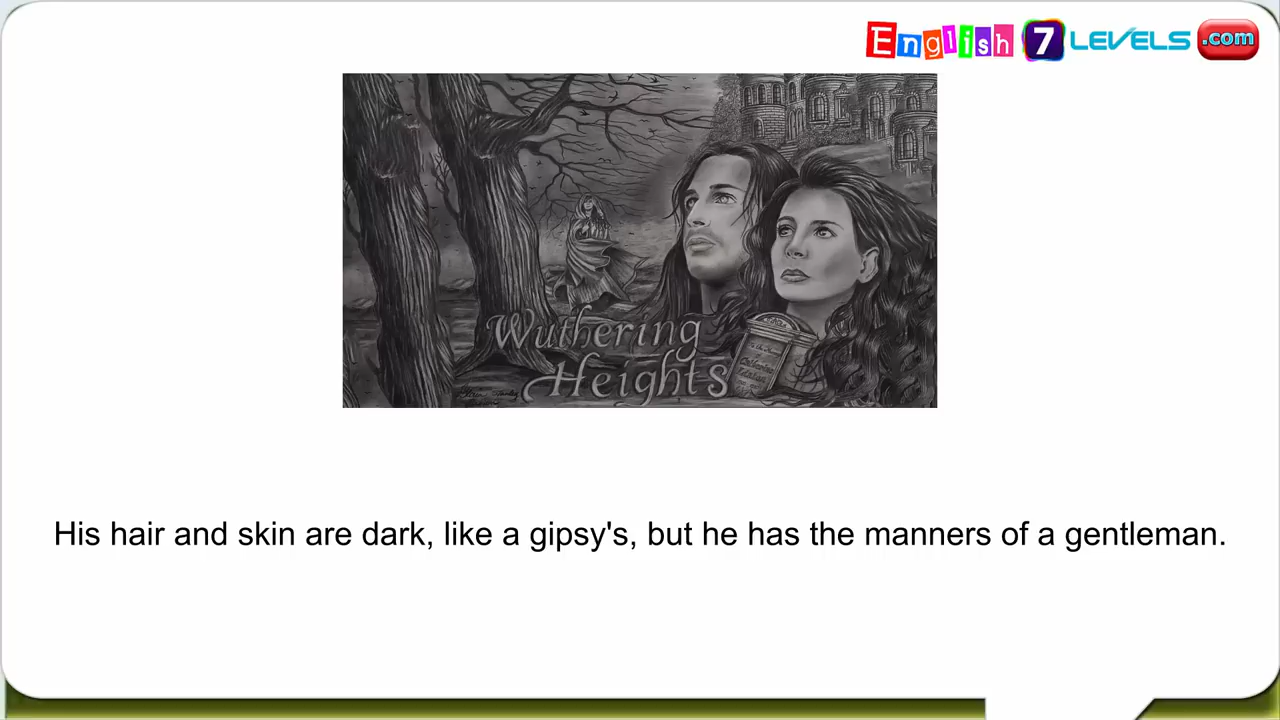 English 7 LEVELS .com
Wuthering
Heights
His hair and skin are dark, like a gipsy's, but he has the manners of a gentleman.